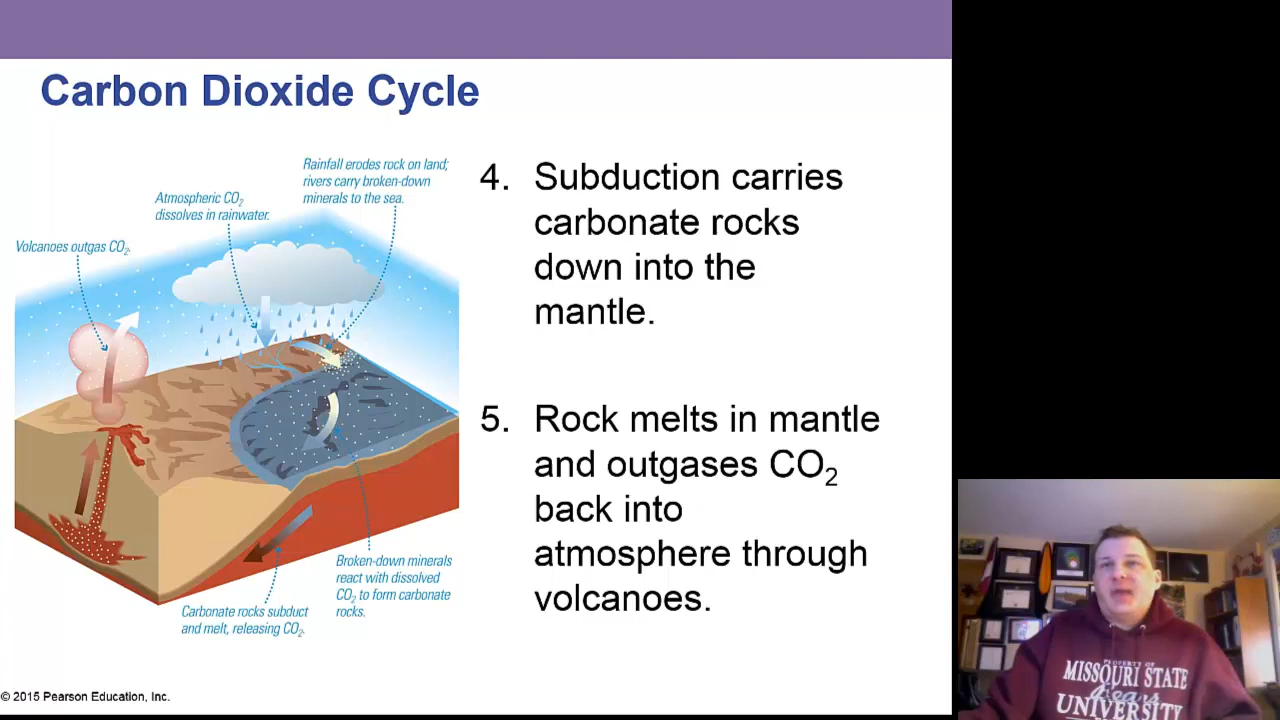 Carbon Dioxide Cycle
Rainfall erodes rock on land;
rivers carry broken-down
minerals to the sea.
Atmospheric CO₂
dissolves in rainwater.
Volcanoes outgas CO₂.
Broken-down minerals
react with dissolved
CO₂ to form carbonate
rocks.
Carbonate rocks subduct
and melt, releasing CO₂.
4. Subduction carries
carbonate rocks
down into the
mantle.
5. Rock melts in mantle
and outgases CO₂
back into
atmosphere through
volcanoes.
© 2015 Pearson Education, Inc.
PROPERTY OF
MISSOURI STATE
Bears
UNIVERSITY